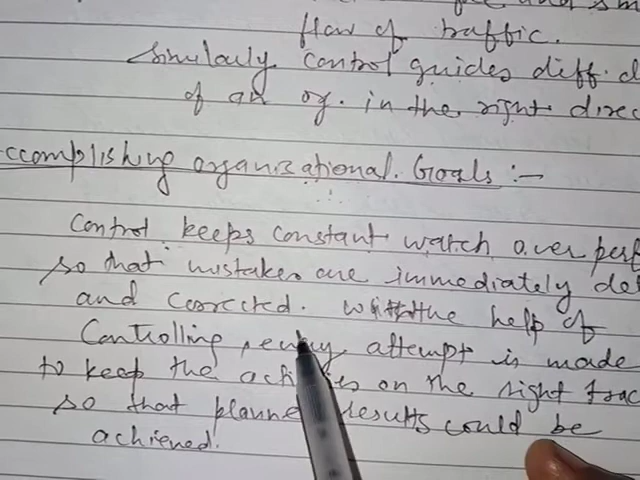 flow of traffic.
Similarly control guides diff. d
of an og. in the right direc
ccomplishing organizational. Goals :-
Control keeps constant watch over perf
so that mistakes are immediately de
and corrected. With the help of
Controlling, every attempt is made
to keep the activities on the right trac
so that planned results could be
achieved.